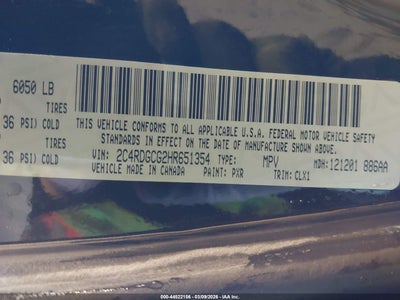 6050 LB
TIRES
36 PSI) COLD
THIS VEHICLE CONFORMS TO ALL APPLICABLE U.S.A. FEDERAL MOTOR VEHICLE SAFETY
TIRES
STANDARDS IN EFFECT ON THE DATE OF MANUFACTURE SHOWN ABOVE.
36 PSI) COLD
VIN: 2C4RDGCG2HR651354 TYPE: MPV MDH: 121201 886AA
VEHICLE MADE IN CANADA PAINT: PXR TRIM: CLX1
000-44922156 - 03/09/2026 - IAA Inc.